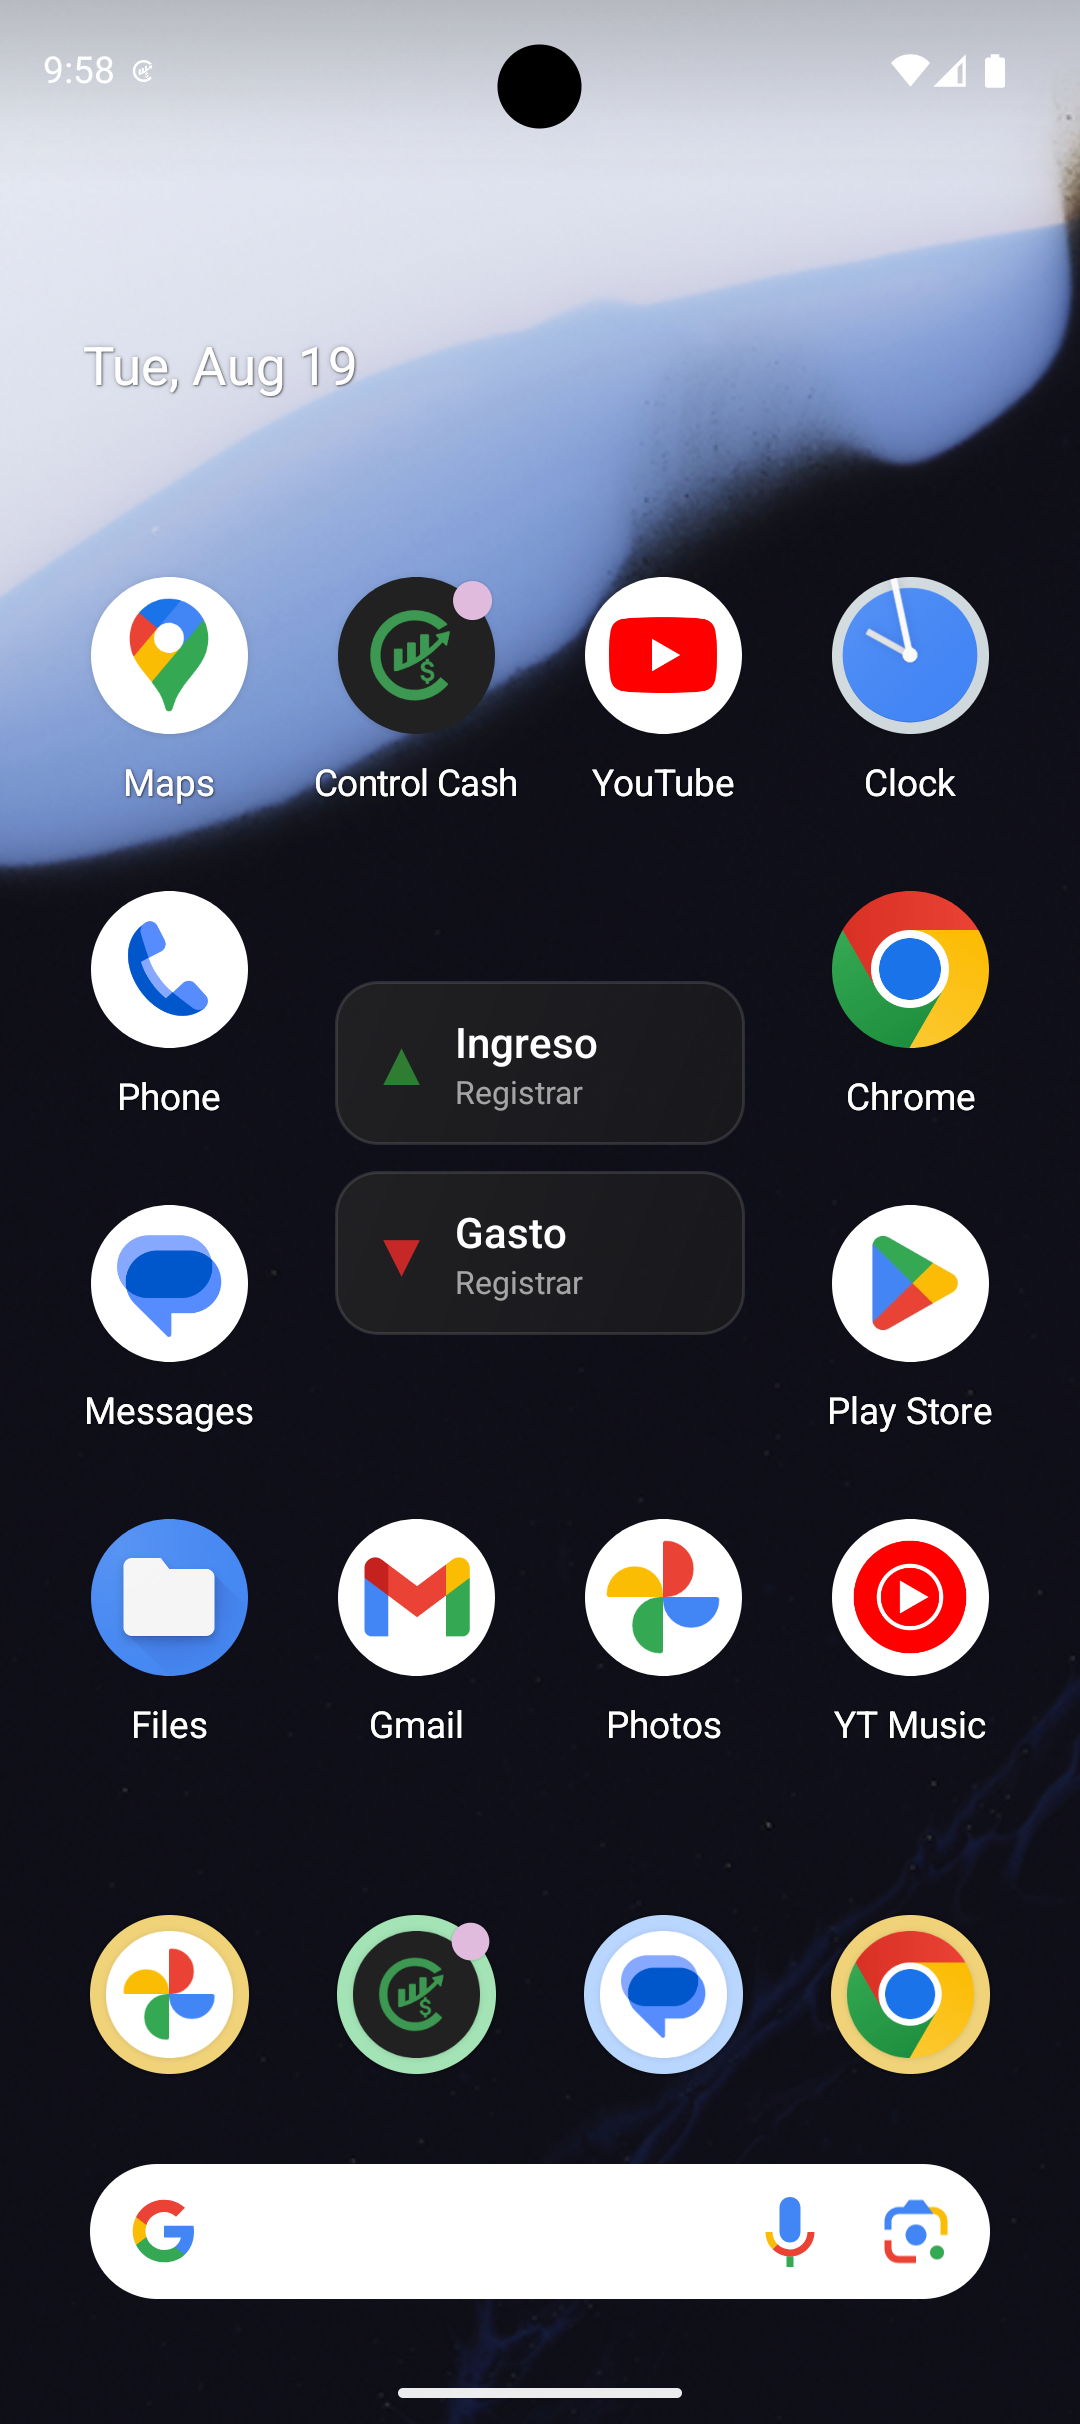 9:58
Tue, Aug 19
Maps
Control Cash
YouTube
Clock
Phone
Ingreso
Registrar
Chrome
Messages
Gasto
Registrar
Play Store
Files
Gmail
Photos
YT Music